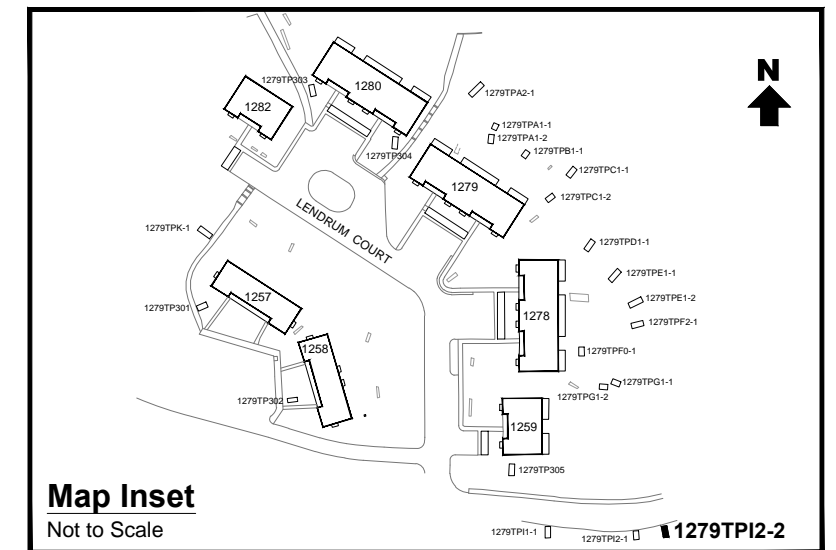 N
1279TP303
1280
1282
1279TPA2-1
1279TPA1-1
1279TPA1-2
1279TPB1-1
1279TP304
1279TPC1-1
1279
1279TPC1-2
LENDRUM COURT
1279TPK-1
1279TPD1-1
1279TPE1-1
1257
1279TPE1-2
1279TP301
1278
1279TPF2-1
1258
1279TPF0-1
1279TPG1-1
1279TPG1-2
1279TP302
1259
1279TP305
Map Inset
Not to Scale
1279TPI1-1
1279TPI2-1
1279TPI2-2